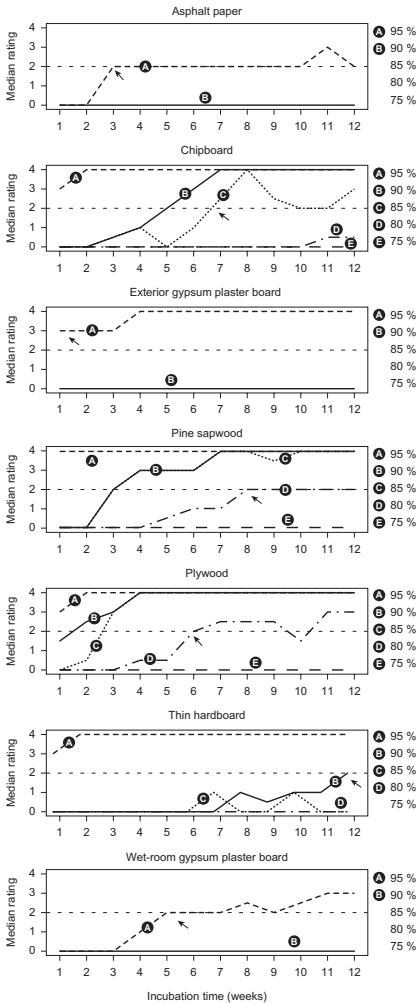 Asphalt paper
Median rating
4
3
2
1
0
A
B
1 2 3 4 5 6 7 8 9 10 11 12
A 95 %
B 90 %
85 %
80 %
75 %
Chipboard
Median rating
4
3
2
1
0
A
B
C
D
E
1 2 3 4 5 6 7 8 9 10 11 12
A 95 %
B 90 %
C 85 %
D 80 %
E 75 %
Exterior gypsum plaster board
Median rating
4
3
2
1
0
A
B
1 2 3 4 5 6 7 8 9 10 11 12
A 95 %
B 90 %
85 %
80 %
75 %
Pine sapwood
Median rating
4
3
2
1
0
A
B
C
D
E
1 2 3 4 5 6 7 8 9 10 11 12
A 95 %
B 90 %
C 85 %
D 80 %
E 75 %
Plywood
Median rating
4
3
2
1
0
A
B
C
D
E
1 2 3 4 5 6 7 8 9 10 11 12
A 95 %
B 90 %
C 85 %
D 80 %
E 75 %
Thin hardboard
Median rating
4
3
2
1
0
A
B
C
D
1 2 3 4 5 6 7 8 9 10 11 12
A 95 %
B 90 %
C 85 %
D 80 %
75 %
Wet-room gypsum plaster board
Median rating
4
3
2
1
0
A
B
1 2 3 4 5 6 7 8 9 10 11 12
A 95 %
B 90 %
85 %
80 %
75 %
Incubation time (weeks)